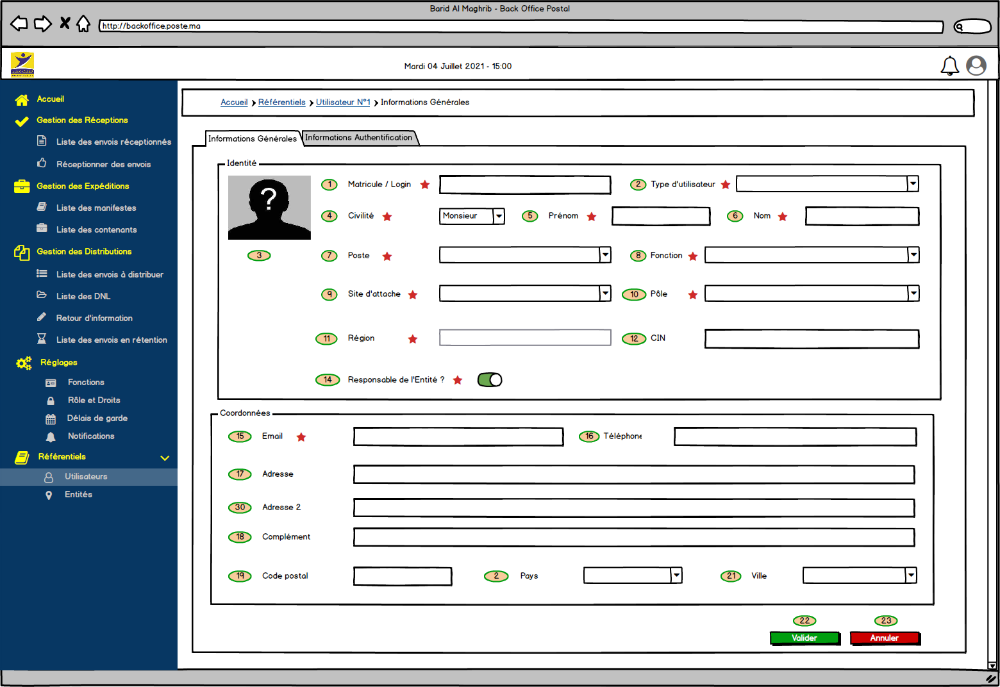 Barid Al Maghrib - Back Office Postal
http://backoffice.poste.ma
Mardi 04 Juillet 2021 - 15:00
Accueil
Gestion des Réceptions
Liste des envois réceptionnés
Réceptionner des envois
Gestion des Expéditions
Liste des manifestes
Liste des contenants
Gestion des Distributions
Liste des envois à distribuer
Liste des DNL
Retour d'information
Liste des envois en rétention
Réglages
Fonctions
Rôle et Droits
Délais de garde
Notifications
Référentiels
Utilisateurs
Entités
Accueil Référentiels Utilisateur N°1 Informations Générales
Informations Générales Informations Authentification
Identité
?
1 Matricule / Login 2 Type d'utilisateur
4 Civilité Monsieur 5 Prénom 6 Nom
3 7 Poste 8 Fonction
9 Site d'attache 10 Pôle
11 Région 12 CIN
14 Responsable de l'Entité ?
Coordonnées
15 Email 16 Téléphone
17 Adresse
30 Adresse 2
18 Complément
19 Code postal 2 Pays 21 Ville
22 23
Valider Annuler